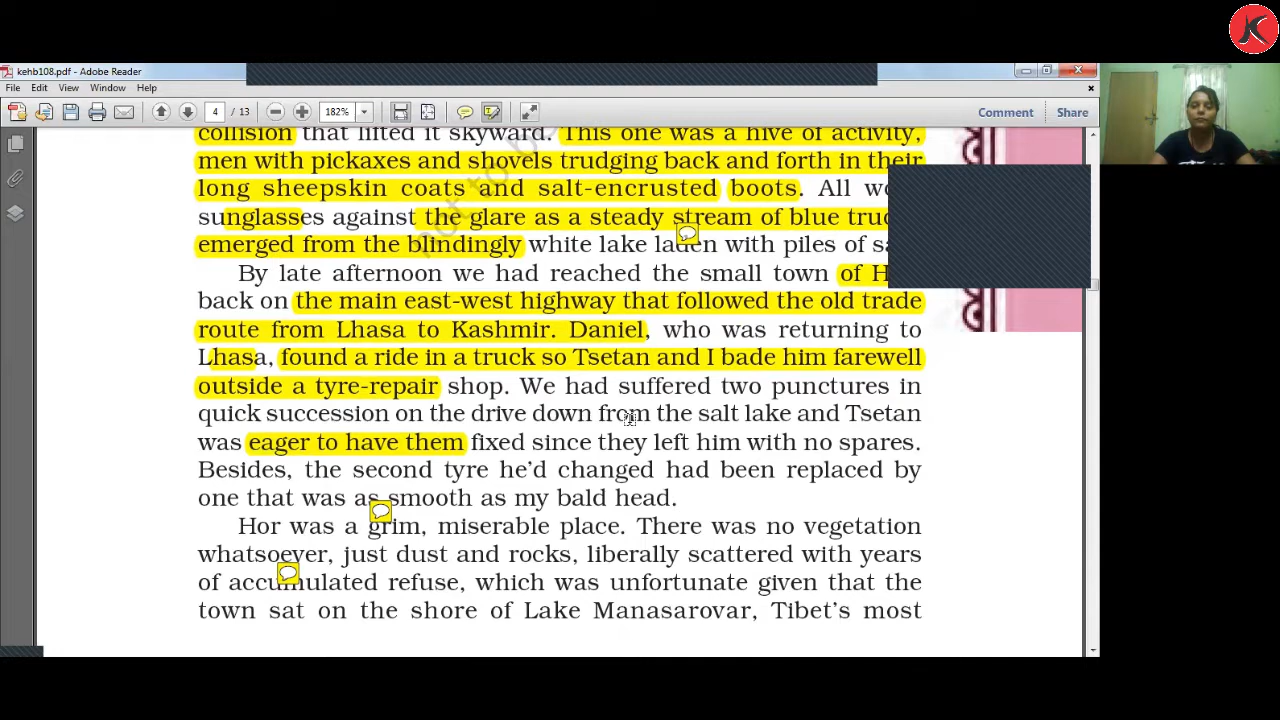 K
kehb108.pdf - Adobe Reader
File Edit View Window Help
4 / 13 182% Comment Share
collision that lifted it skyward. This one was a hive of activity,
men with pickaxes and shovels trudging back and forth in their
long sheepskin coats and salt-encrusted boots. All
sunglasses against the glare as a steady stream of blue
emerged from the blindingly white lake laden with piles of
By late afternoon we had reached the small town of
back on the main east-west highway that followed the old trade
route from Lhasa to Kashmir. Daniel, who was returning to
Lhasa, found a ride in a truck so Tsetan and I bade him farewell
outside a tyre-repair shop. We had suffered two punctures in
quick succession on the drive down from the salt lake and Tsetan
was eager to have them fixed since they left him with no spares.
Besides, the second tyre he'd changed had been replaced by
one that was as smooth as my bald head.
Hor was a grim, miserable place. There was no vegetation
whatsoever, just dust and rocks, liberally scattered with years
of accumulated refuse, which was unfortunate given that the
town sat on the shore of Lake Manasarovar, Tibet's most
not to b